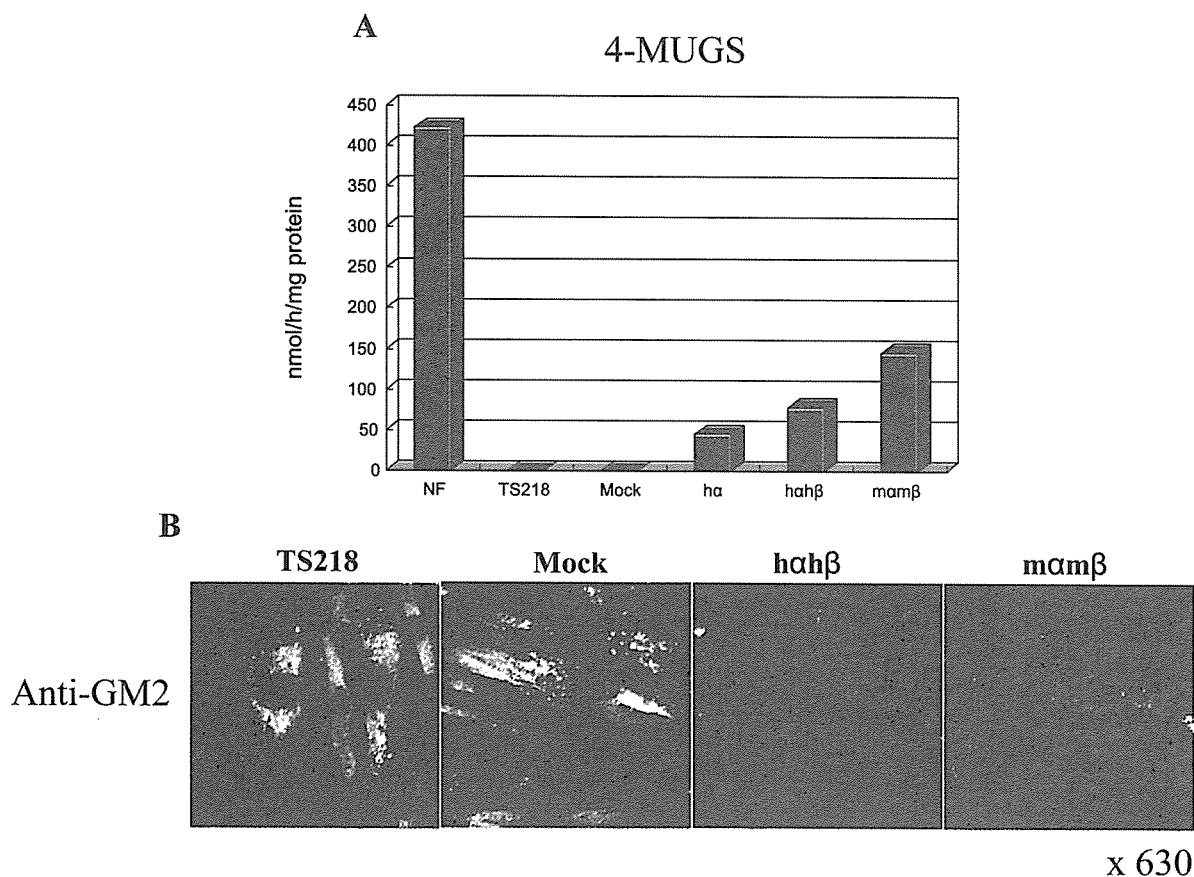 A
4-MUGS
nmol/h/mg protein
450
400
350
300
250
200
150
100
50
0
NF TS218 Mock hα hαhβ mαmβ
B
TS218 Mock hαhβ mαmβ
Anti-GM2
x 630